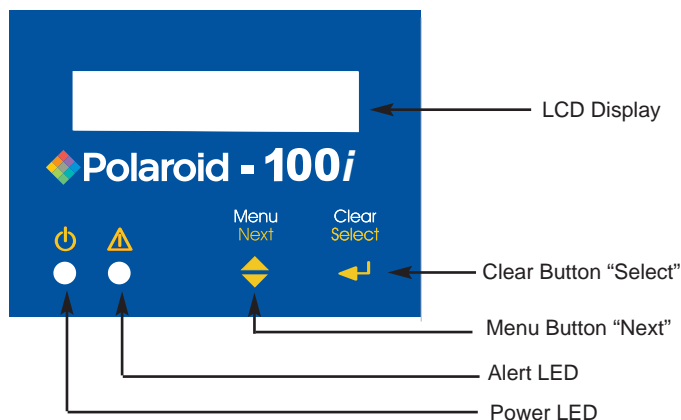 LCD Display
Polaroid - 100i
Menu Clear
Next Select
Clear Button “Select”
Menu Button “Next”
Alert LED
Power LED